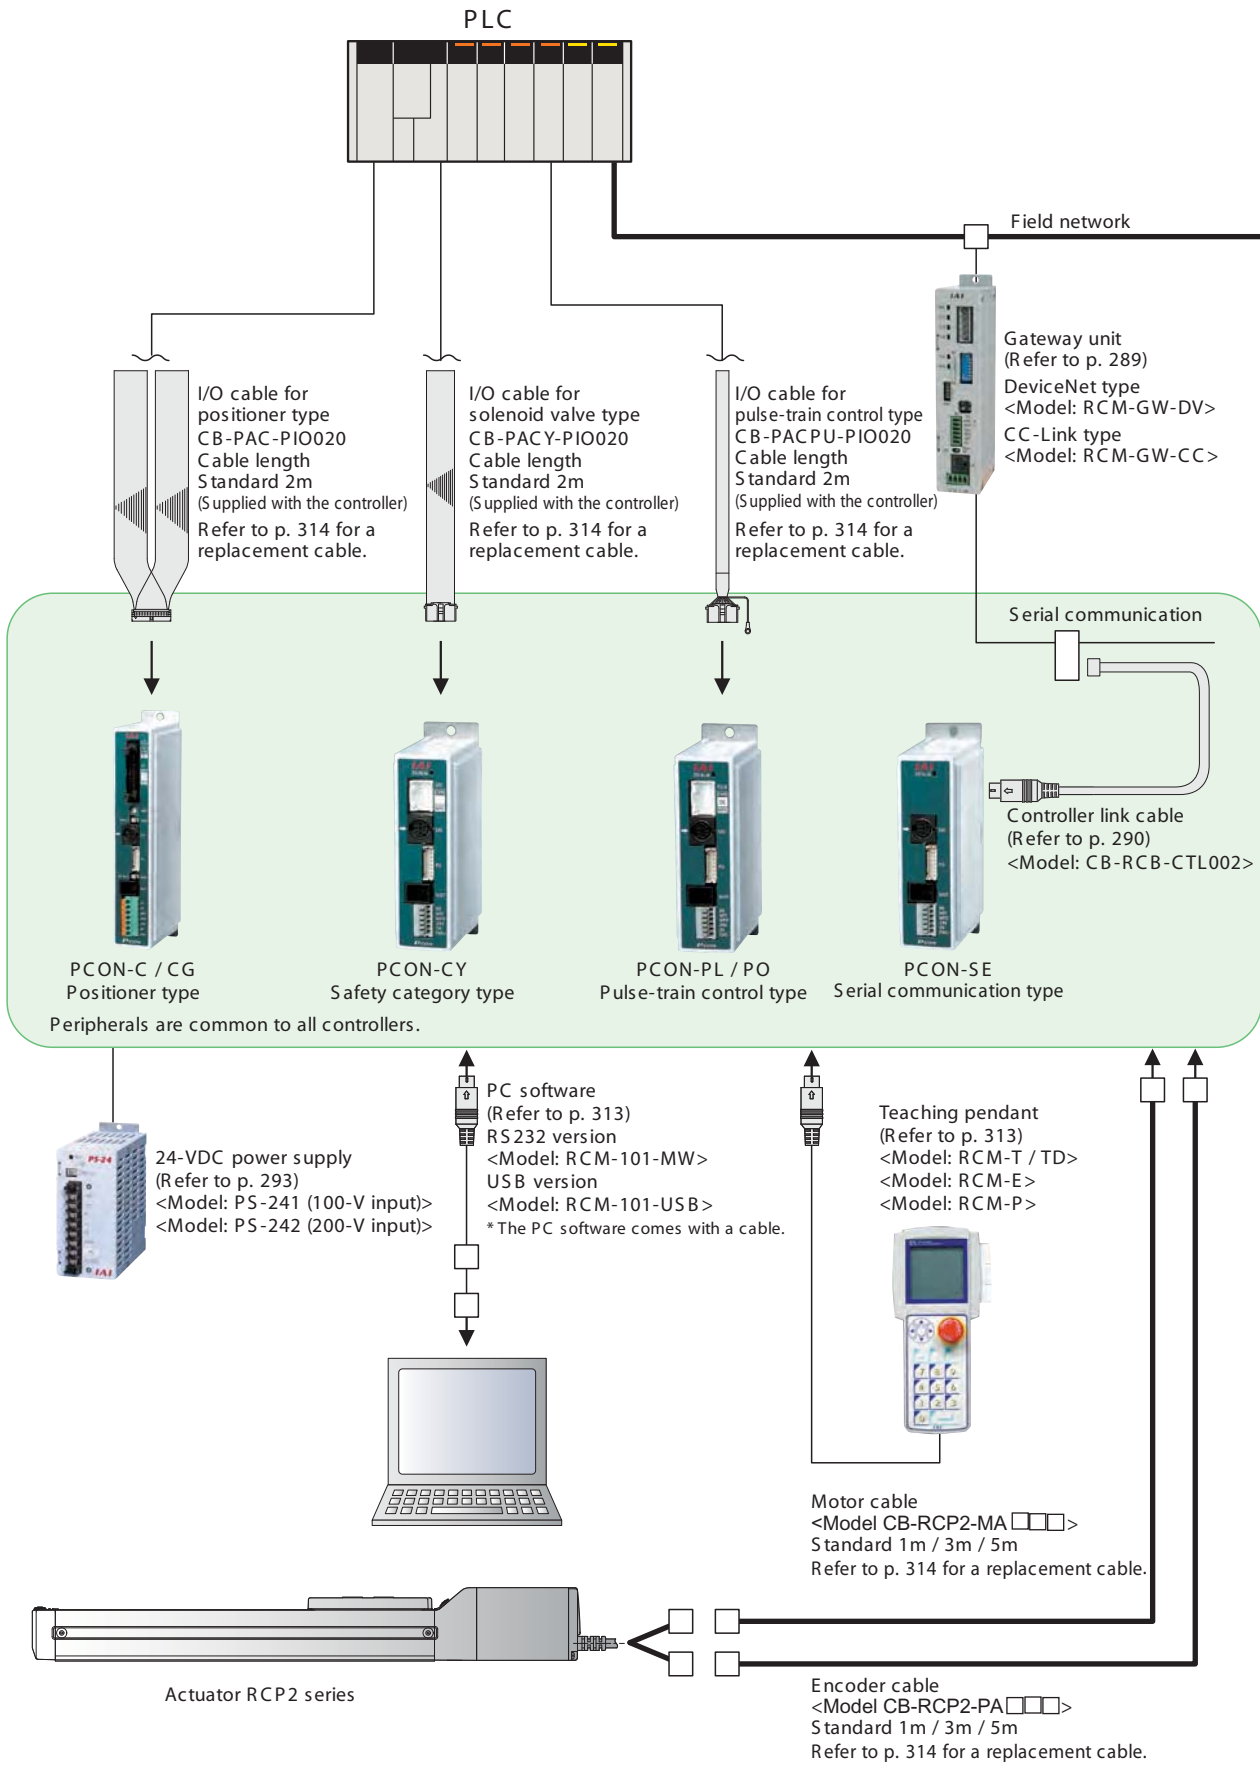 PLC
Field network
Gateway unit
(Refer to p. 289)
DeviceNet type
<Model: RCM-GW-DV>
CC-Link type
<Model: RCM-GW-CC>
I/O cable for
positioner type
CB-PAC-PIO020
Cable length
Standard 2m
(Supplied with the controller)
Refer to p. 314 for a
replacement cable.
I/O cable for
solenoid valve type
CB-PACY-PIO020
Cable length
Standard 2m
(Supplied with the controller)
Refer to p. 314 for a
replacement cable.
I/O cable for
pulse-train control type
CB-PACPU-PIO020
Cable length
Standard 2m
(Supplied with the controller)
Refer to p. 314 for a
replacement cable.
Serial communication
Controller link cable
(Refer to p. 290)
<Model: CB-RCB-CTL002>
PCON-C / CG
Positioner type
PCON-CY
Safety category type
PCON-PL / PO
Pulse-train control type
PCON-SE
Serial communication type
Peripherals are common to all controllers.
PS-24
IAI
24-VDC power supply
(Refer to p. 293)
<Model: PS-241 (100-V input)>
<Model: PS-242 (200-V input)>
PC software
(Refer to p. 313)
RS232 version
<Model: RCM-101-MW>
USB version
<Model: RCM-101-USB>
* The PC software comes with a cable.
Teaching pendant
(Refer to p. 313)
<Model: RCM-T / TD>
<Model: RCM-E>
<Model: RCM-P>
Motor cable
<Model CB-RCP2-MA□□□>
Standard 1m / 3m / 5m
Refer to p. 314 for a replacement cable.
Actuator RCP2 series
Encoder cable
<Model CB-RCP2-PA□□□>
Standard 1m / 3m / 5m
Refer to p. 314 for a replacement cable.